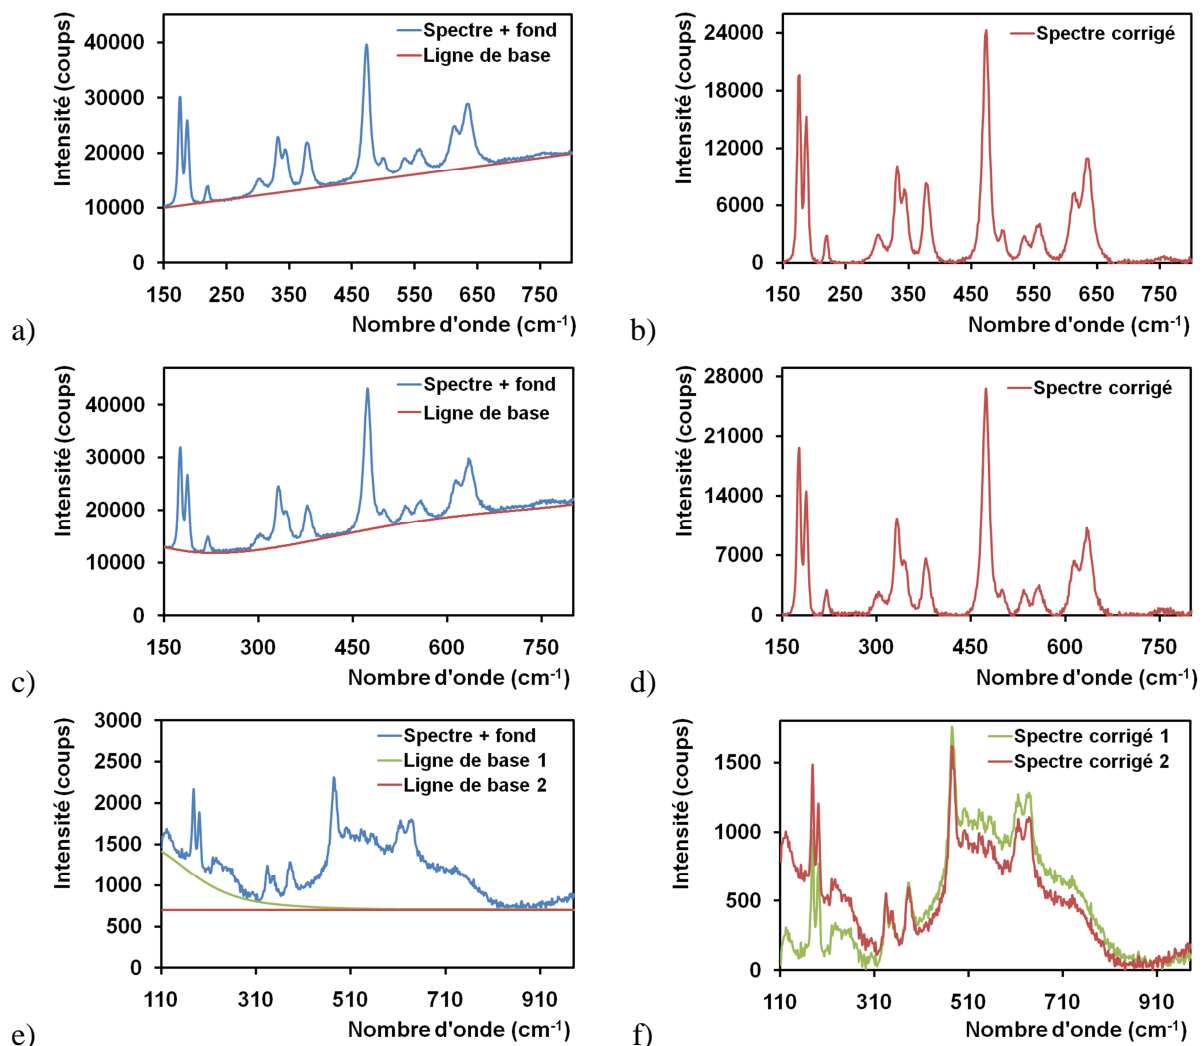 Intensité (coups)
40000
30000
20000
10000
0
Spectre + fond
Ligne de base
150 250 350 450 550 650 750
Nombre d'onde (cm-1)
a)
Intensité (coups)
24000
18000
12000
6000
0
Spectre corrigé
150 250 350 450 550 650 750
Nombre d'onde (cm-1)
b)
Intensité (coups)
40000
30000
20000
10000
0
Spectre + fond
Ligne de base
150 300 450 600 750
Nombre d'onde (cm-1)
c)
Intensité (coups)
28000
21000
14000
7000
0
Spectre corrigé
150 300 450 600 750
Nombre d'onde (cm-1)
d)
Intensité (coups)
3000
2500
2000
1500
1000
500
0
Spectre + fond
Ligne de base 1
Ligne de base 2
110 310 510 710 910
Nombre d'onde (cm-1)
e)
Intensité (coups)
1500
1000
500
0
Spectre corrigé 1
Spectre corrigé 2
110 310 510 710 910
Nombre d'onde (cm-1)
f)